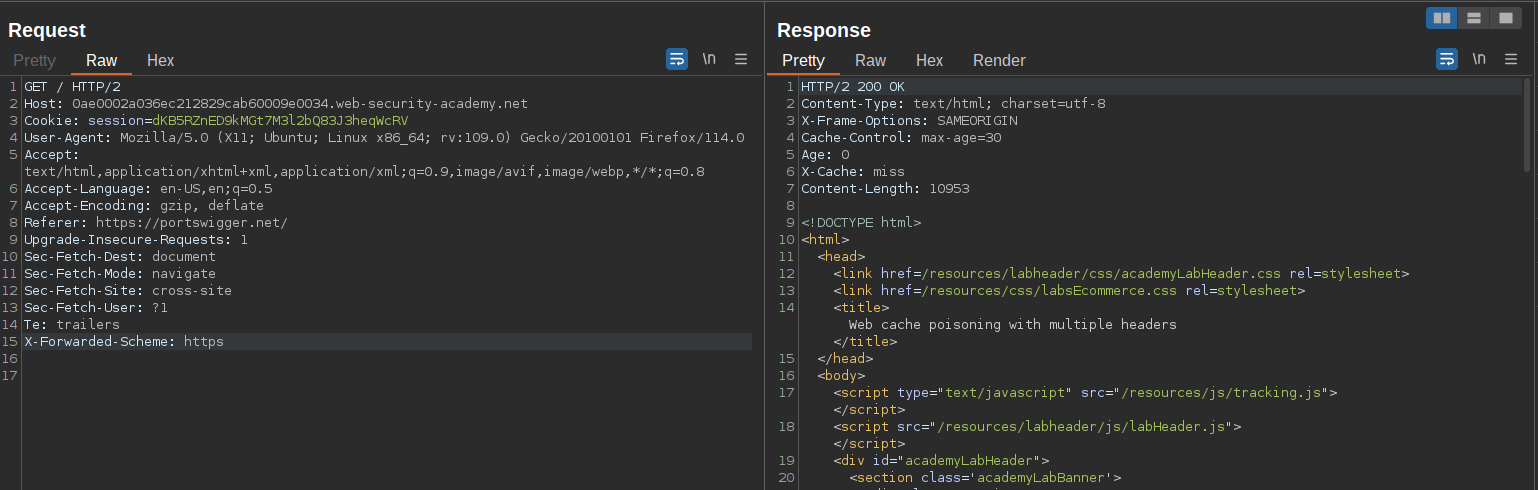 Request
Pretty Raw Hex \n
1 GET / HTTP/2
2 Host: 0ae0002a036ec212829cab60009e0034.web-security-academy.net
3 Cookie: session=dKB5RZnED9kMGt7M3l2bQ83J3heqWcRV
4 User-Agent: Mozilla/5.0 (X11; Ubuntu; Linux x86_64; rv:109.0) Gecko/20100101 Firefox/114.0
5 Accept:
text/html,application/xhtml+xml,application/xml;q=0.9,image/avif,image/webp,*/*;q=0.8
6 Accept-Language: en-US,en;q=0.5
7 Accept-Encoding: gzip, deflate
8 Referer: https://portswigger.net/
9 Upgrade-Insecure-Requests: 1
10 Sec-Fetch-Dest: document
11 Sec-Fetch-Mode: navigate
12 Sec-Fetch-Site: cross-site
13 Sec-Fetch-User: ?1
14 Te: trailers
15 X-Forwarded-Scheme: https
16
17
Response
Pretty Raw Hex Render \n
1 HTTP/2 200 OK
2 Content-Type: text/html; charset=utf-8
3 X-Frame-Options: SAMEORIGIN
4 Cache-Control: max-age=30
5 Age: 0
6 X-Cache: miss
7 Content-Length: 10953
8
9 <!DOCTYPE html>
10 <html>
11 <head>
12 <link href=/resources/labheader/css/academyLabHeader.css rel=stylesheet>
13 <link href=/resources/css/labsEcommerce.css rel=stylesheet>
14 <title>
Web cache poisoning with multiple headers
</title>
15 </head>
16 <body>
17 <script type="text/javascript" src="/resources/js/tracking.js">
</script>
18 <script src="/resources/labheader/js/labHeader.js">
</script>
19 <div id="academyLabHeader">
20 <section class='academyLabBanner'>